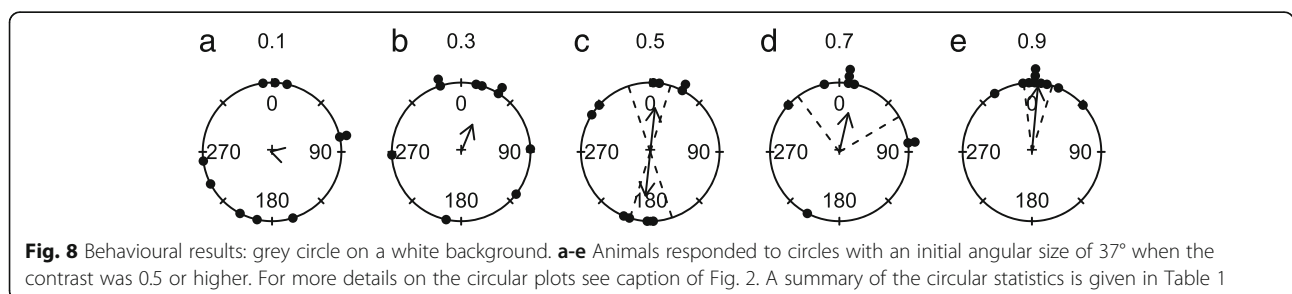 a 0.1 b 0.3 c 0.5 d 0.7 e 0.9
0 0 0 0 0
270 90 270 90 270 90 270 90 270 90
180 180 180 180 180
Fig. 8 Behavioural results: grey circle on a white background. a-e Animals responded to circles with an initial angular size of 37° when the
contrast was 0.5 or higher. For more details on the circular plots see caption of Fig. 2. A summary of the circular statistics is given in Table 1